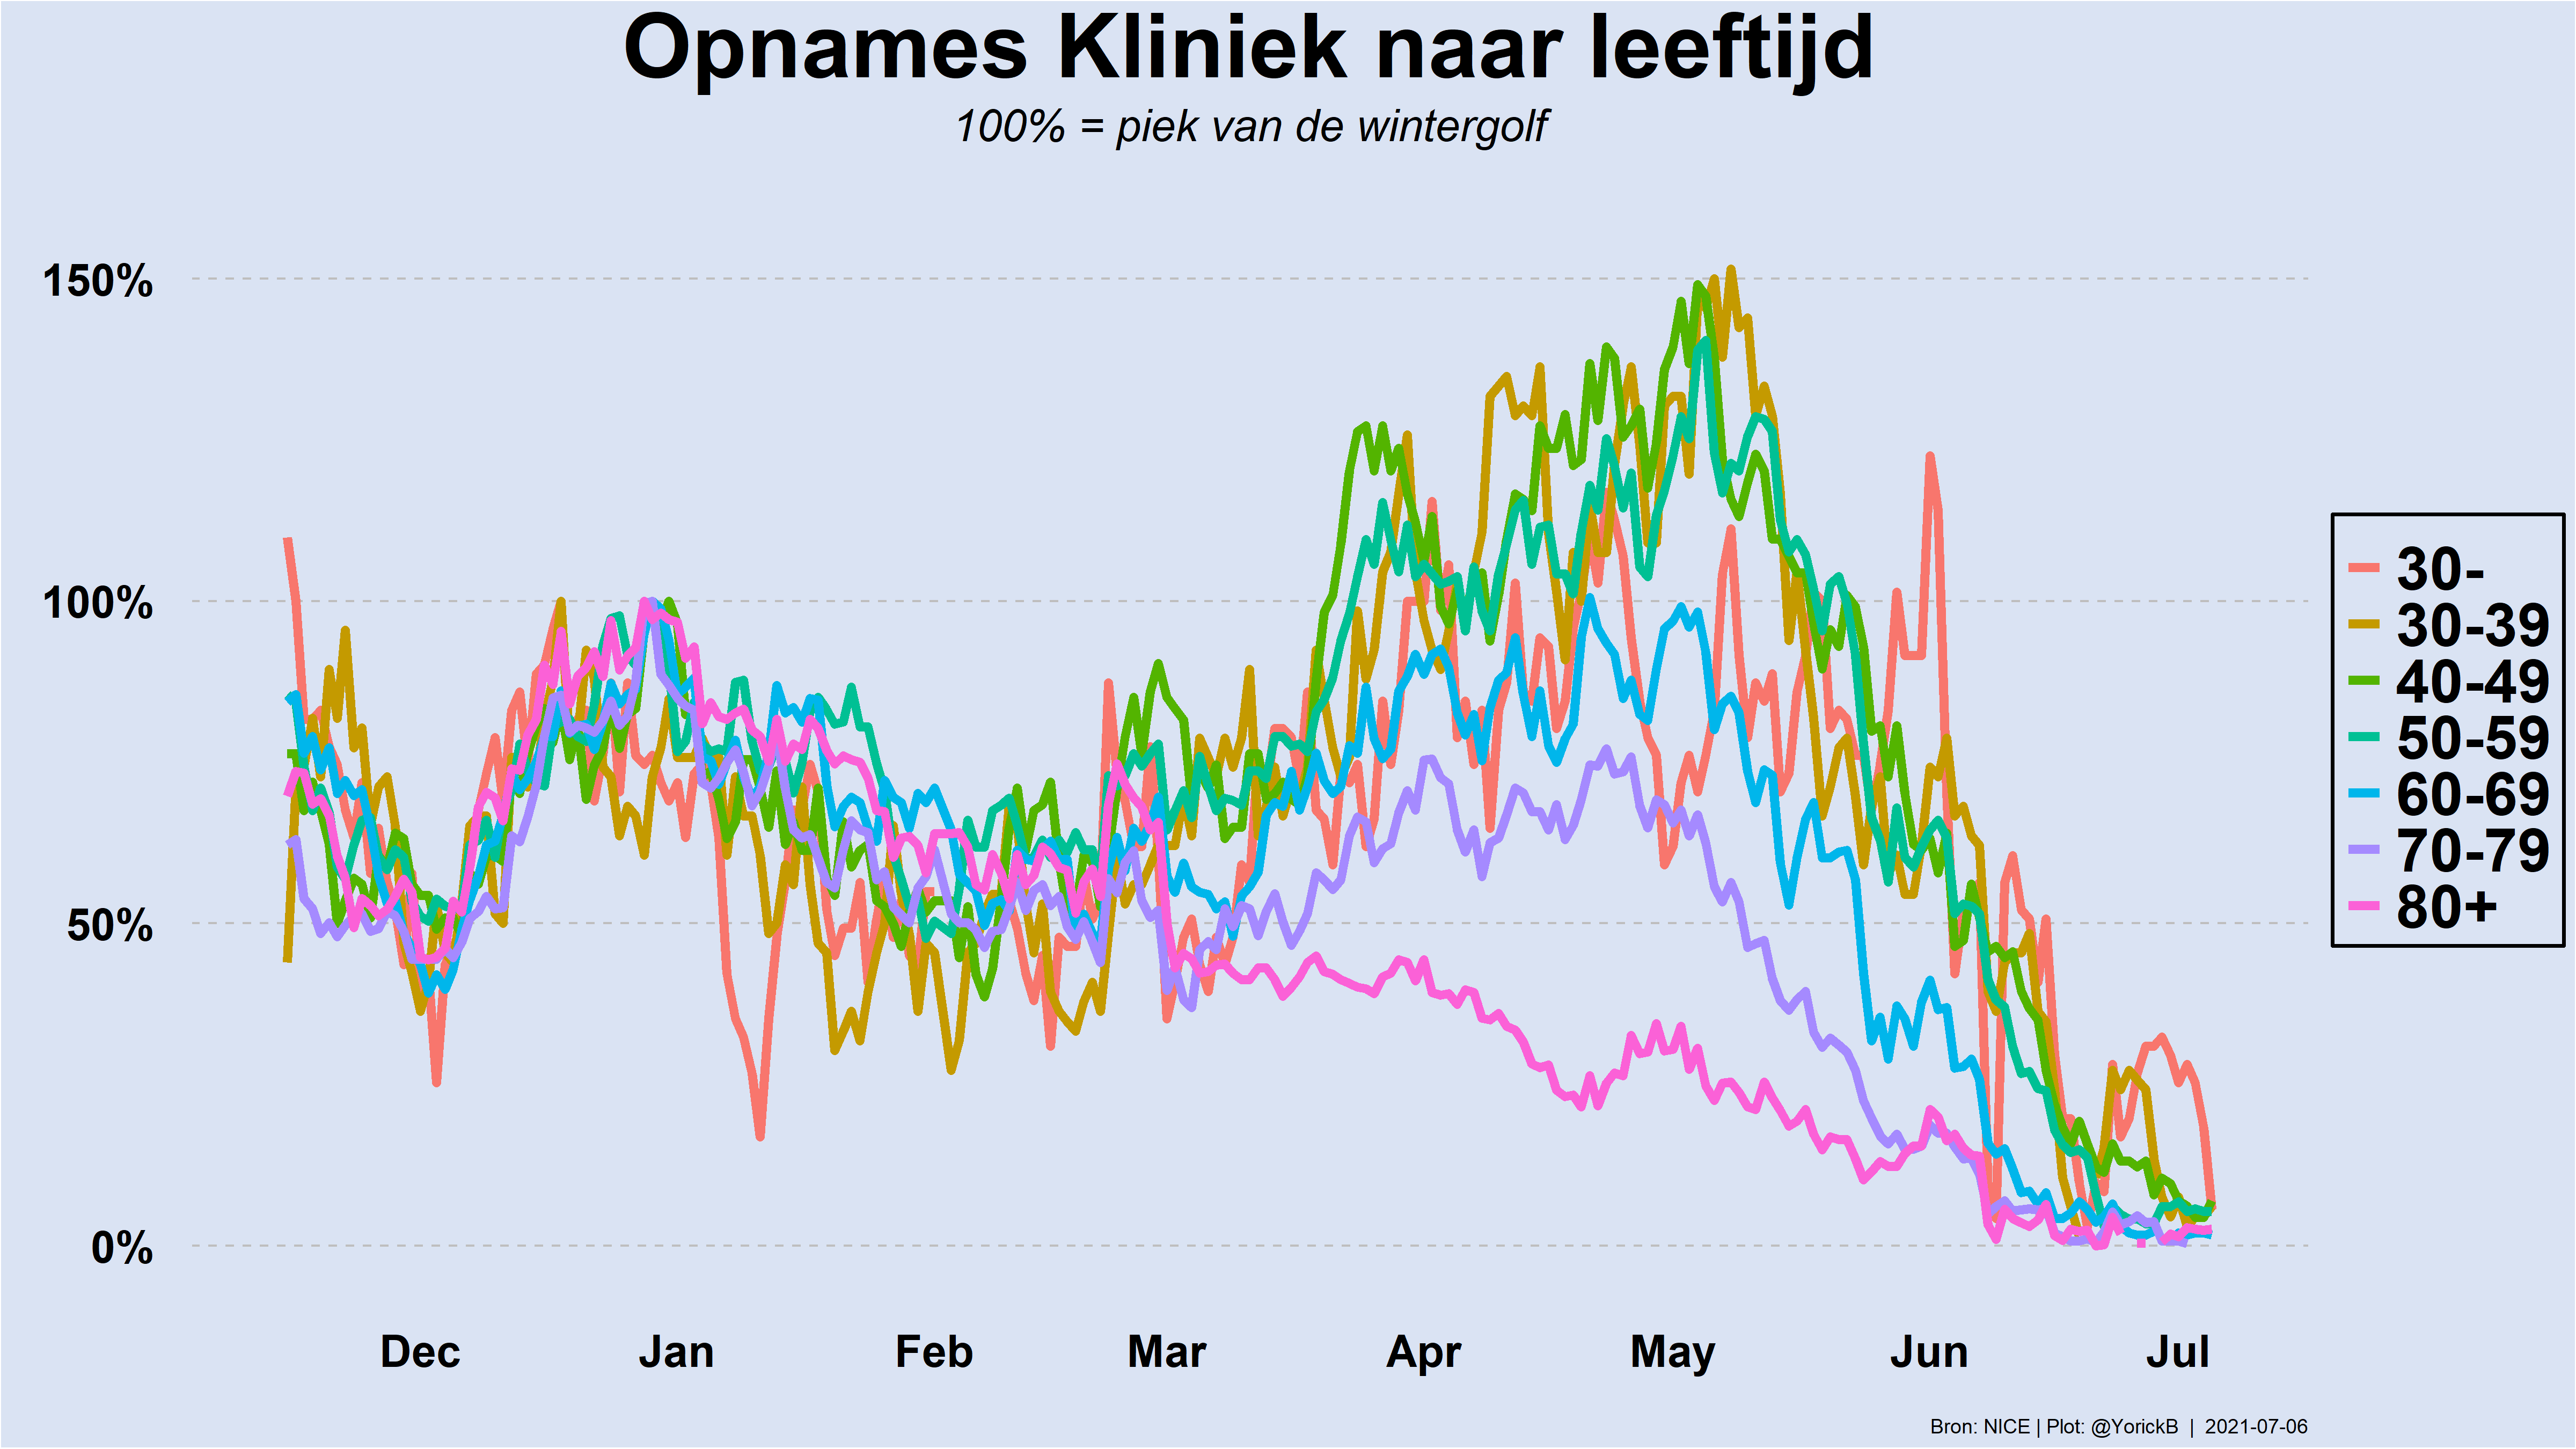 Opnames Kliniek naar leeftijd
100% = piek van de wintergolf
150%
100%
50%
0%
Dec Jan Feb Mar Apr May Jun Jul
30-
30-39
40-49
50-59
60-69
70-79
80+
Bron: NICE | Plot: @YorickB | 2021-07-06